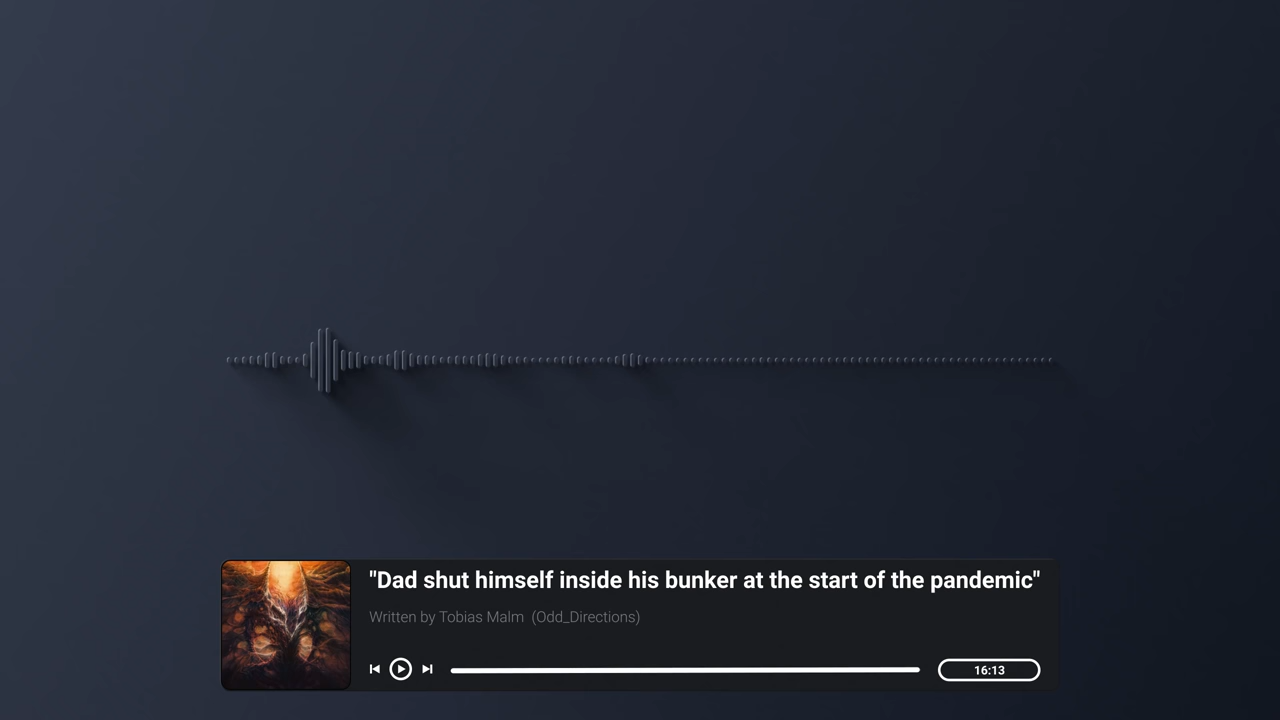 "Dad shut himself inside his bunker at the start of the pandemic"
Written by Tobias Malm (Odd_Directions)
16:13